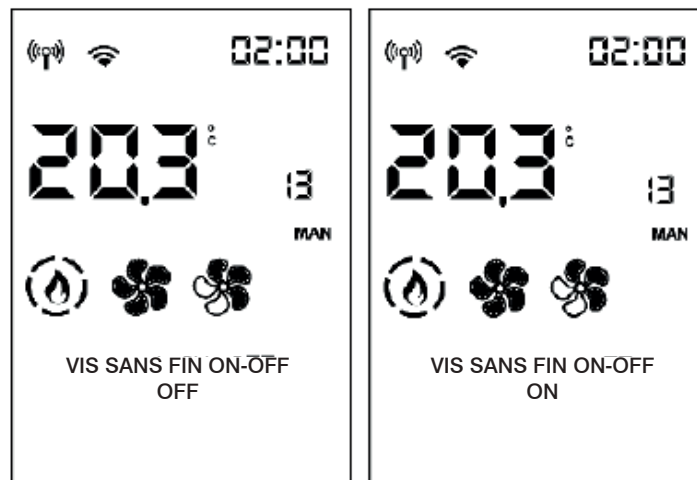 02:00
20.3 °C
13
MAN
VIS SANS FIN ON-OFF
OFF
02:00
20.3 °C
13
MAN
VIS SANS FIN ON-OFF
ON